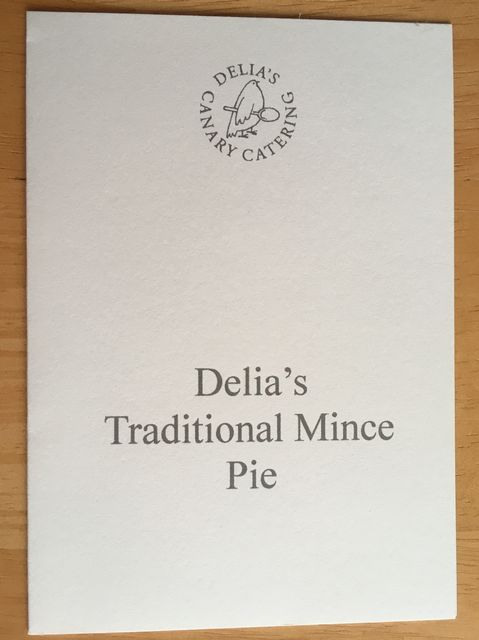 DELIA'S
CANARY CATERING
Delia's
Traditional Mince
Pie